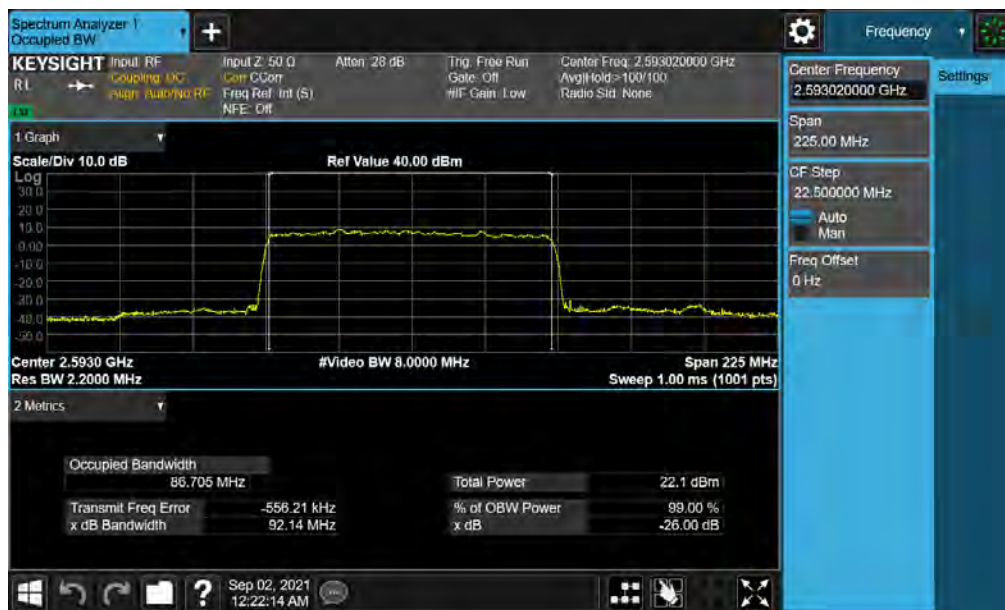 Spectrum Analyzer 1
Occupied BW
+
Frequency
KEYSIGHT Input: RF Input Z: 50 Ω Atten: 28 dB Trig: Free Run Center Freq: 2.593020000 GHz
RL Coupling: DC Corr CCorr Gate: Off Avg|Hold>100/100
Align: Auto/No RF Freq Ref: Int (S) #IF Gain: Low Radio Std: None
NFE: Off
Center Frequency
2.593020000 GHz
Settings
Span
225.00 MHz
CF Step
22.500000 MHz
Auto
Man
Freq Offset
0 Hz
1 Graph
Scale/Div 10.0 dB Ref Value 40.00 dBm
Log
30.0
20.0
10.0
0.00
-10.0
-20.0
-30.0
-40.0
-50.0
Center 2.5930 GHz #Video BW 8.0000 MHz Span 225 MHz
Res BW 2.2000 MHz Sweep 1.00 ms (1001 pts)
2 Metrics
Occupied Bandwidth
86.705 MHz Total Power 22.1 dBm
Transmit Freq Error -556.21 kHz % of OBW Power 99.00 %
x dB Bandwidth 92.14 MHz x dB -26.00 dB
? Sep 02, 2021
12:22:14 AM